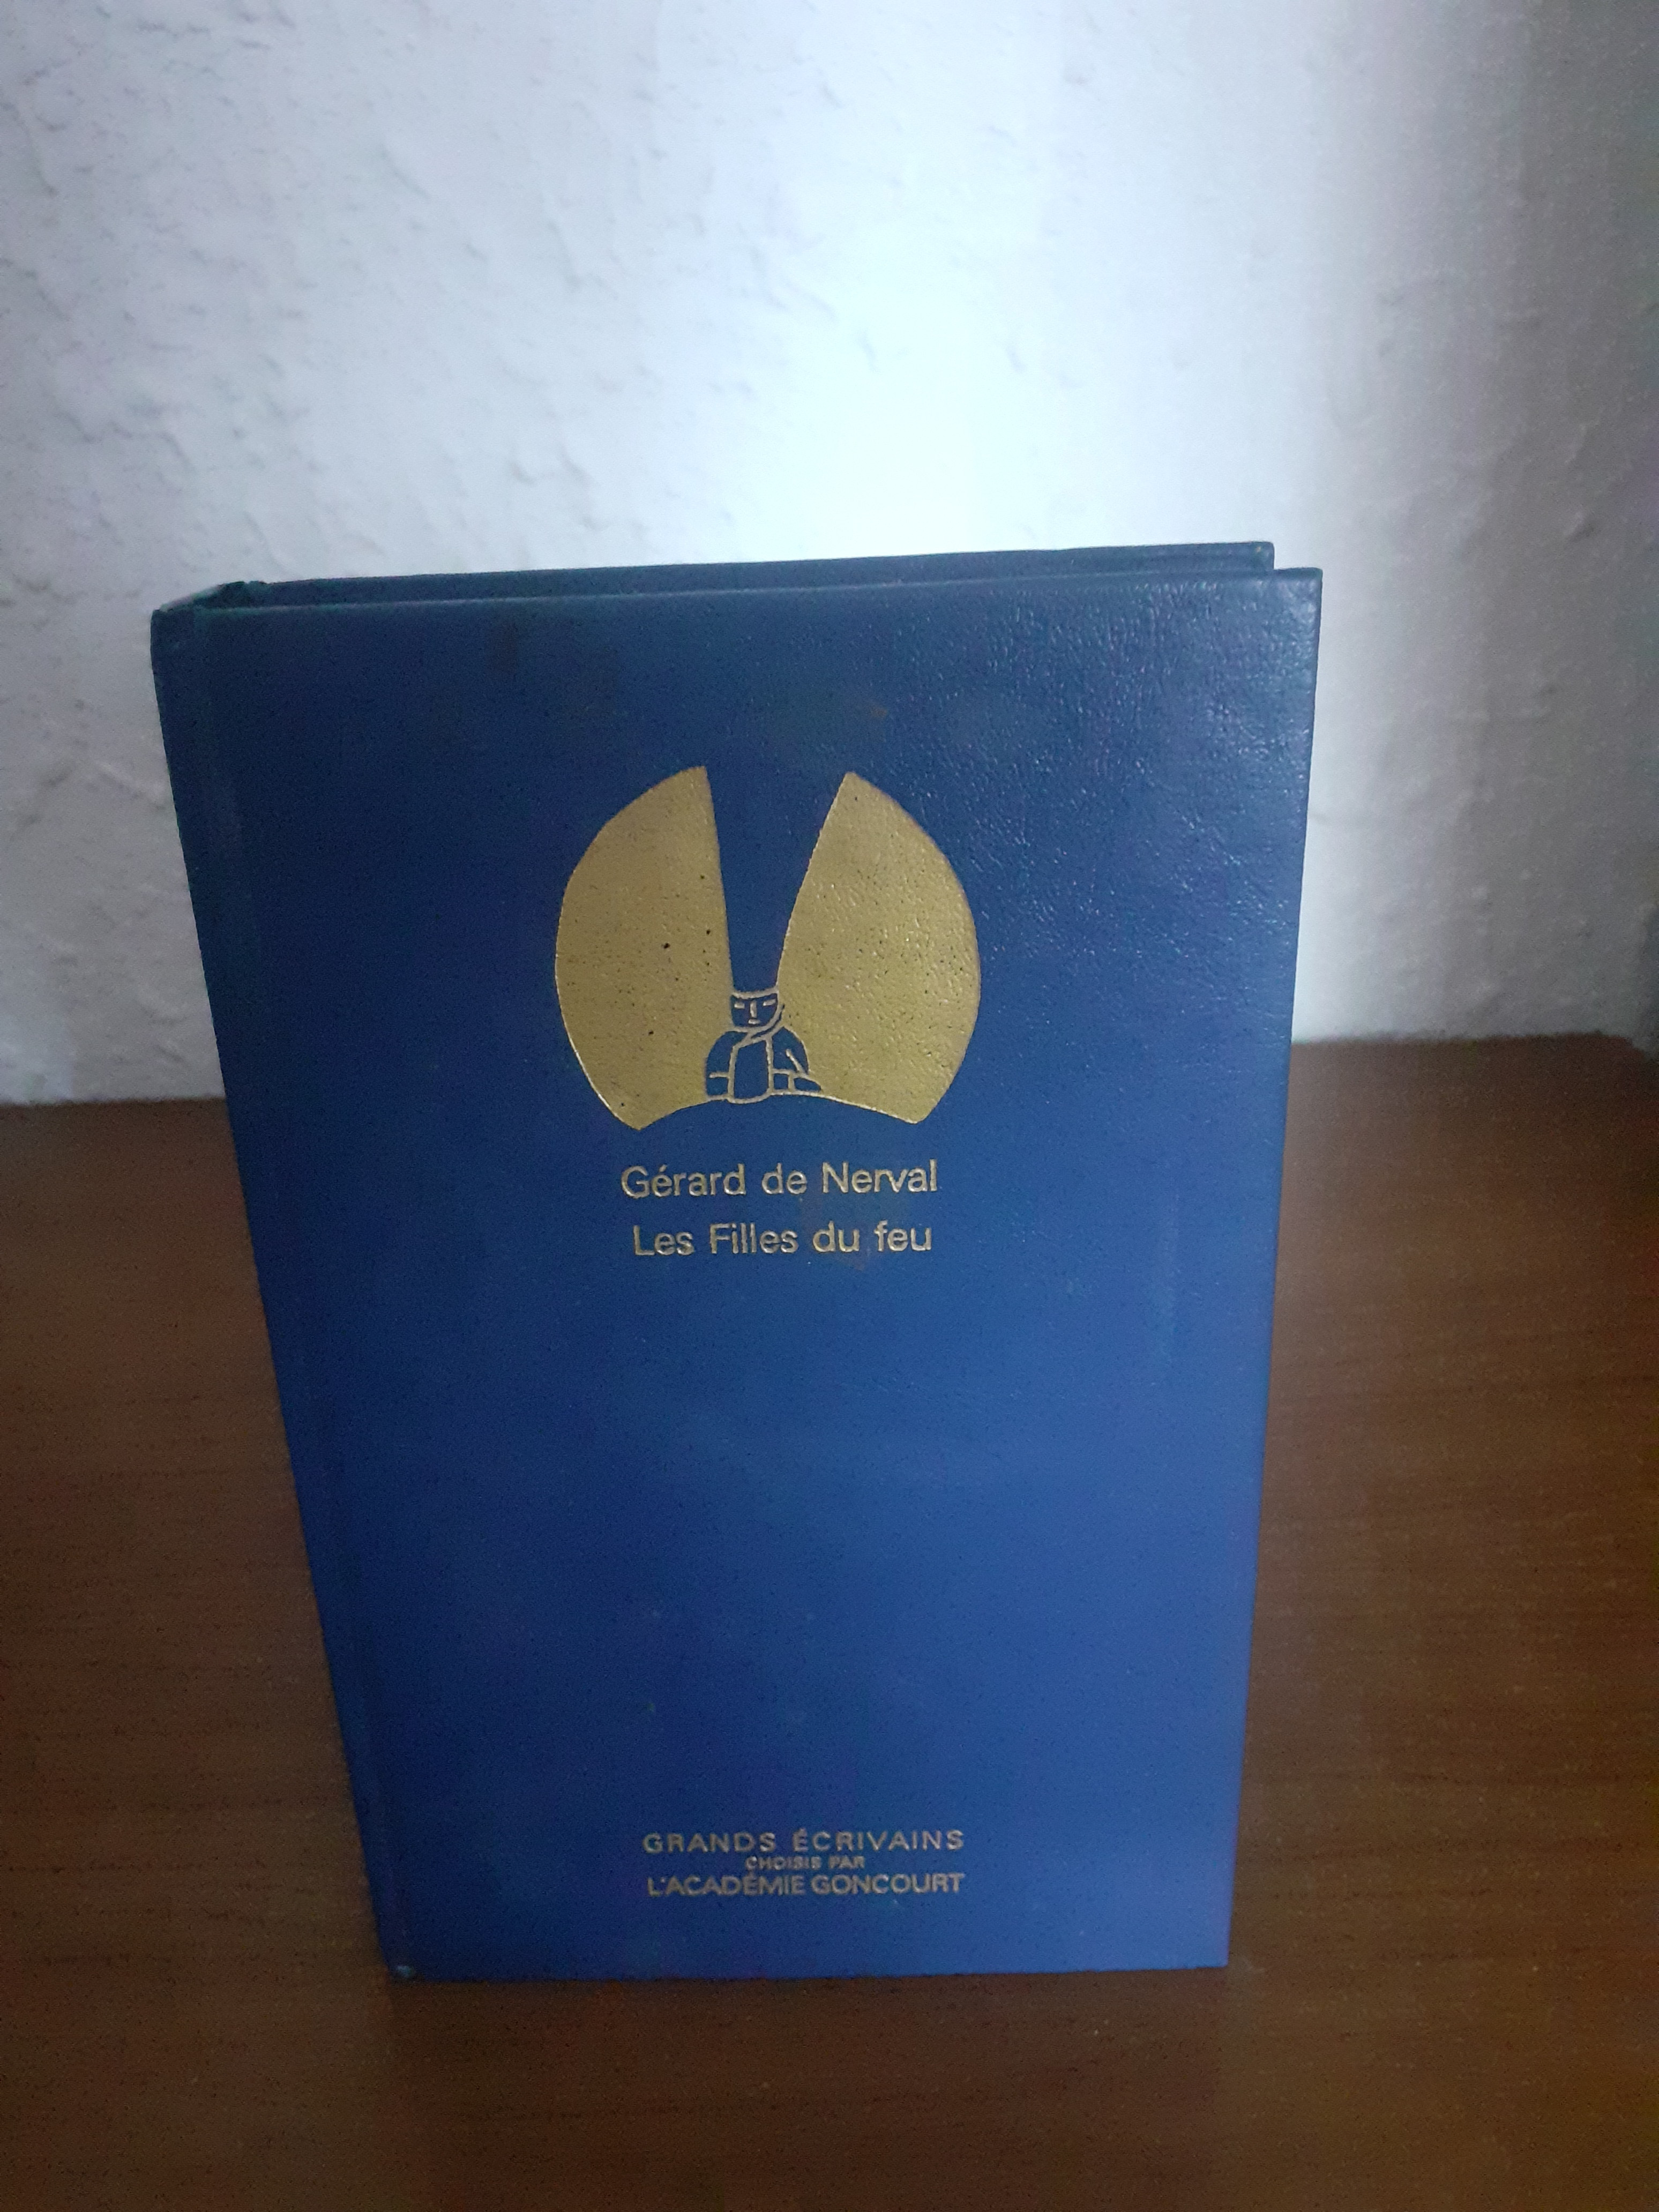 Gérard de Nerval
Les Filles du feu
GRANDS ÉCRIVAINS
CHOISIS PAR
L'ACADÉMIE GONCOURT